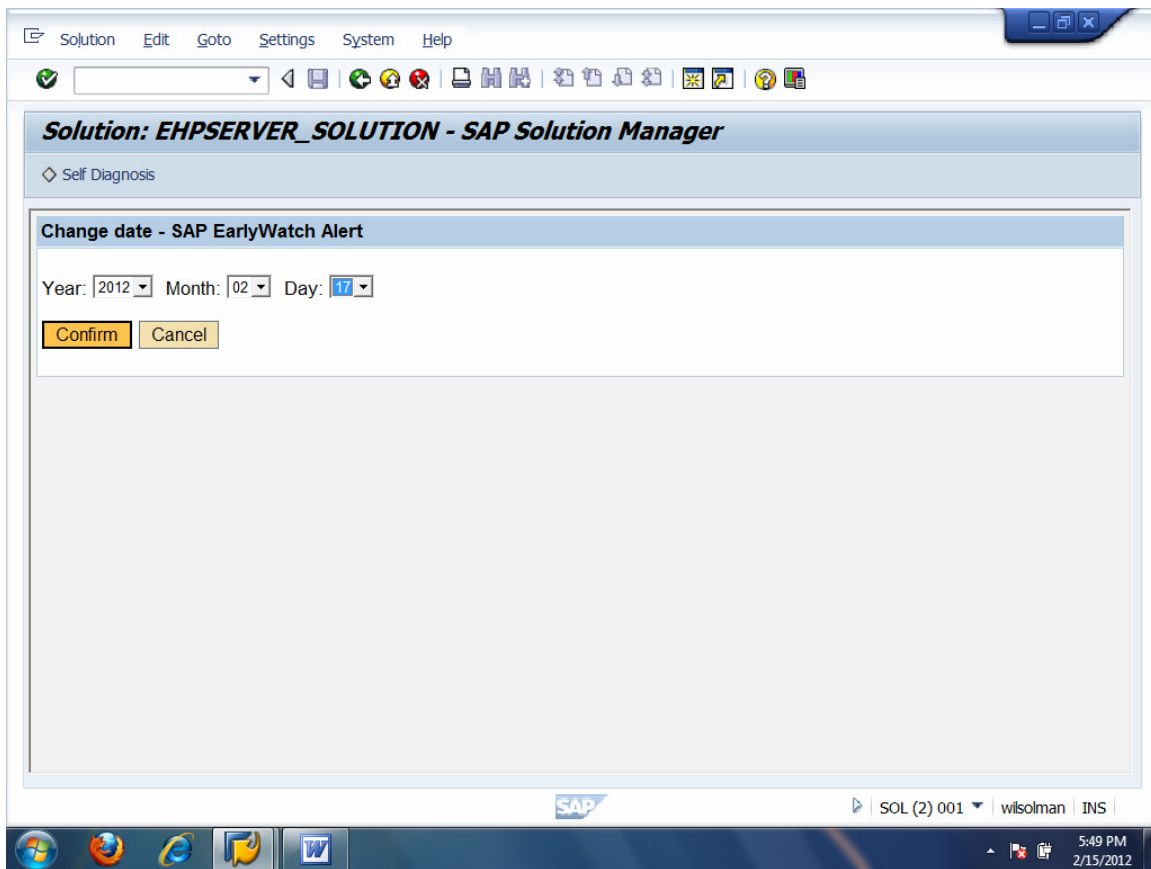 Solution Edit Goto Settings System Help
Solution: EHPSERVER_SOLUTION - SAP Solution Manager
Self Diagnosis
Change date - SAP EarlyWatch Alert
Year: 2012 Month: 02 Day: 17
Confirm Cancel
SAP
SOL (2) 001 wilsolman INS
5:49 PM
2/15/2012